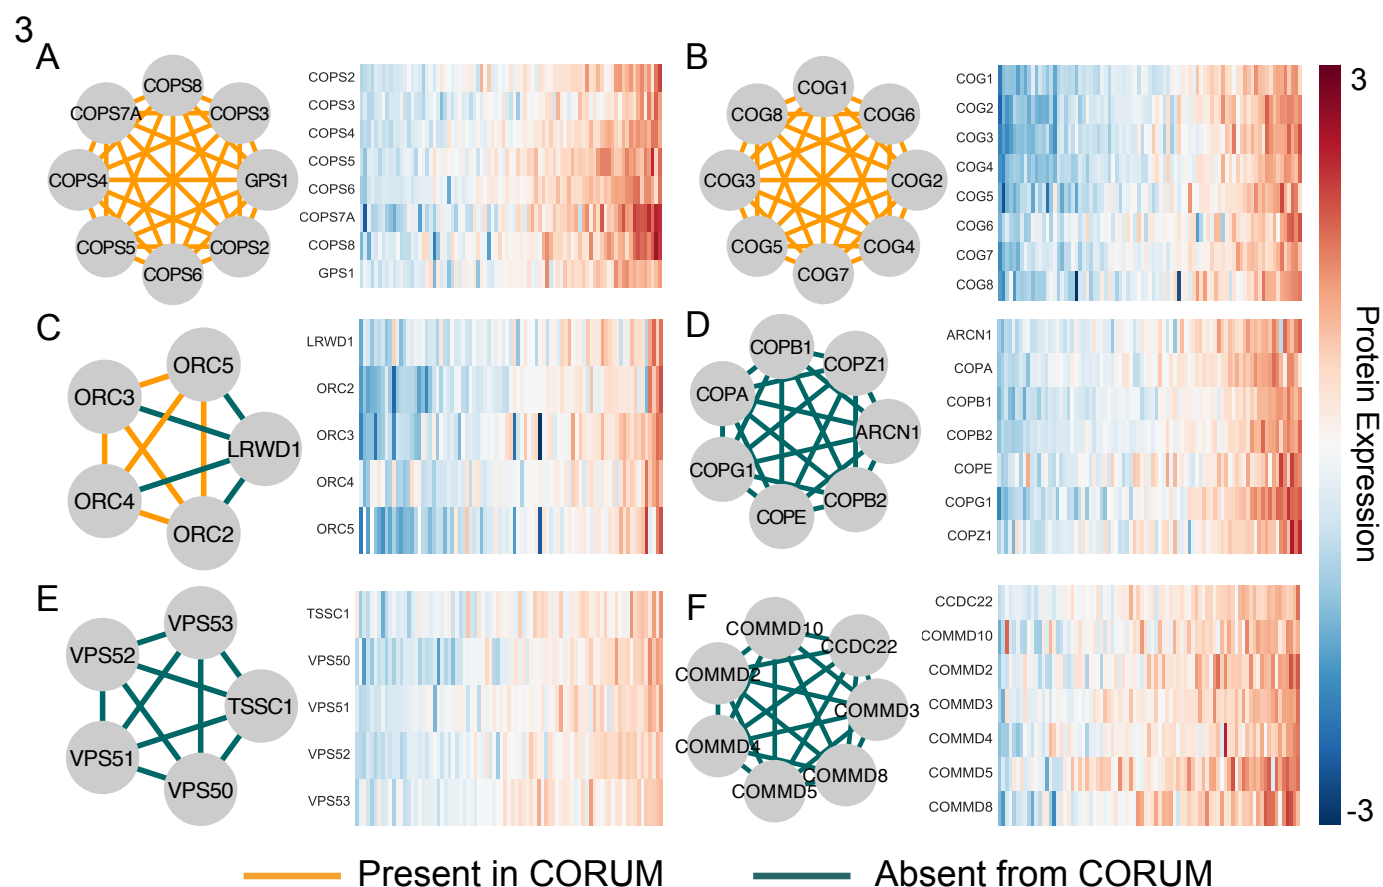 3
A
COPS8
COPS7A
COPS3
COPS4
GPS1
COPS5
COPS2
COPS6
COPS2
COPS3
COPS4
COPS5
COPS6
COPS7A
COPS8
GPS1
B
COG1
COG8
COG6
COG3
COG2
COG5
COG4
COG7
COG1
COG2
COG3
COG4
COG5
COG6
COG7
COG8
C
ORC5
ORC3
LRWD1
ORC4
ORC2
LRWD1
ORC2
ORC3
ORC4
ORC5
D
COPB1
COPZ1
COPA
ARCN1
COPG1
COPB2
COPE
ARCN1
COPA
COPB1
COPB2
COPE
COPG1
COPZ1
E
VPS53
VPS52
TSSC1
VPS51
VPS50
TSSC1
VPS50
VPS51
VPS52
VPS53
F
COMMD10
CCDC22
COMMD2
COMMD3
COMMD4
COMMD8
COMMD5
CCDC22
COMMD10
COMMD2
COMMD3
COMMD4
COMMD5
COMMD8
3
Protein Expression
-3
Present in CORUM
Absent from CORUM